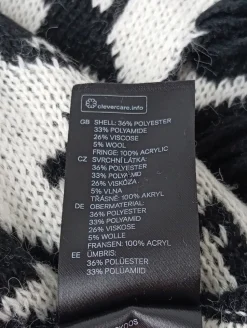 clevercare.info
GB SHELL: 36% POLYESTER
33% POLYAMIDE
26% VISCOSE
5% WOOL
FRINGE: 100% ACRYLIC
CZ SVRCHNÍ LÁTKA:
36% POLYESTER
33% POLYAMID
26% VISKÓZA
5% VLNA
TŘÁSNĚ: 100% AKRYL
DE OBERMATERIAL:
36% POLYESTER
33% POLYAMID
26% VISKOSE
5% WOLLE
FRANSEN: 100% ACRYL
EE ÜMBRIS:
36% POLÜESTER
33% POLÜAMIID